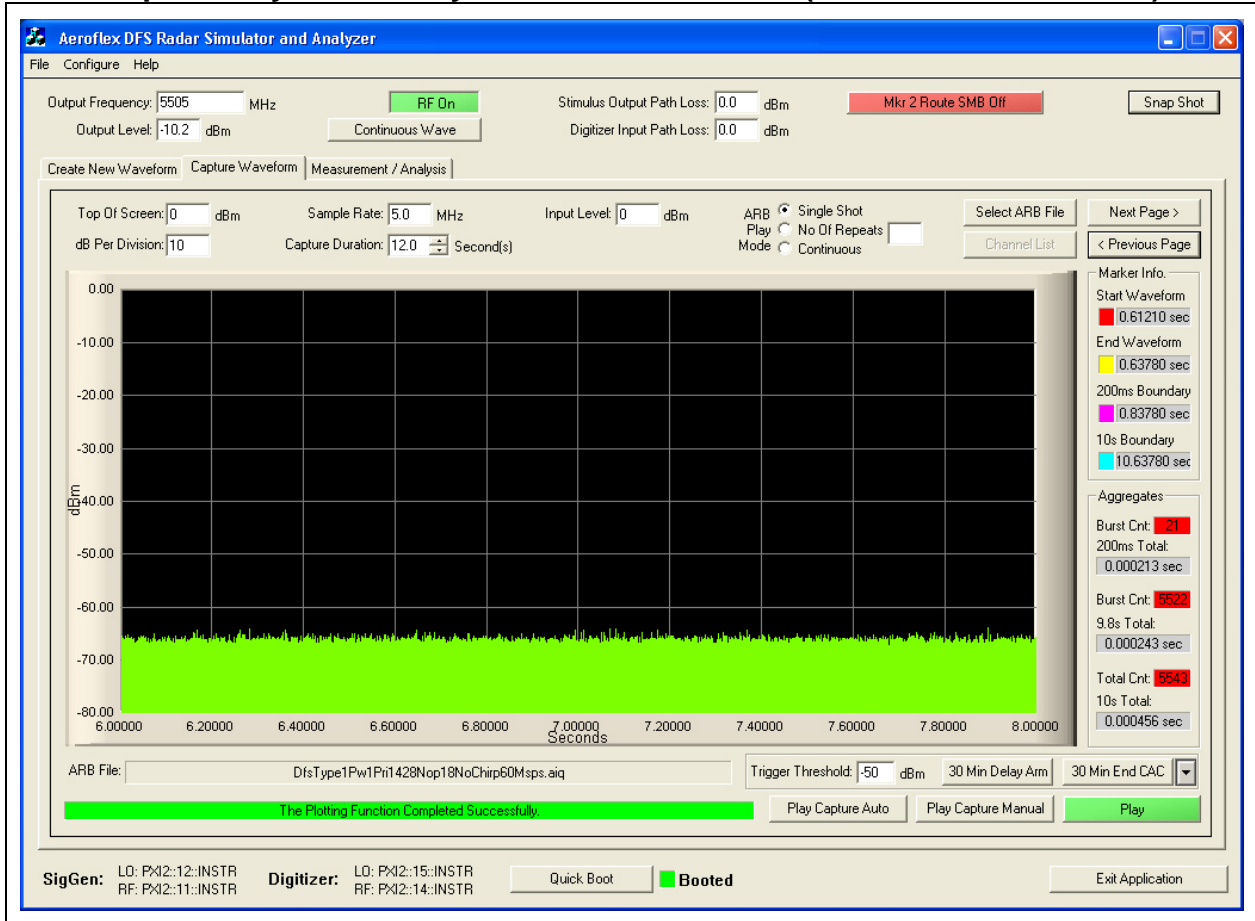 Aeroflex DFS Radar Simulator and Analyzer
File Configure Help
Output Frequency: 5505 MHz
RF On
Stimulus Output Path Loss: 0.0 dBm
Mkr 2 Route SMB Off
Snap Shot
Output Level: -10.2 dBm
Continuous Wave
Digitizer Input Path Loss: 0.0 dBm
Create New Waveform Capture Waveform Measurement / Analysis
Top Of Screen: 0 dBm
Sample Rate: 5.0 MHz
Input Level: 0 dBm
ARB Play Mode
Single Shot
No Of Repeats
Continuous
Select ARB File
Next Page >
dB Per Division: 10
Capture Duration: 12.0 Second(s)
Channel List
< Previous Page
0.00
-10.00
-20.00
-30.00
-40.00
-50.00
-60.00
-70.00
-80.00
dBm
6.00000 6.20000 6.40000 6.60000 6.80000 7.00000 7.20000 7.40000 7.60000 7.80000 8.00000
Seconds
Marker Info.
Start Waveform
0.61210 sec
End Waveform
0.63780 sec
200ms Boundary
0.83780 sec
10s Boundary
10.63780 sec
Aggregates
Burst Cnt: 21
200ms Total:
0.000213 sec
Burst Cnt: 5522
9.8s Total:
0.000243 sec
Total Cnt: 5543
10s Total:
0.000456 sec
ARB File: DfsType1Pw1Pri1428Nop18NoChirp60Msps.aiq
Trigger Threshold: -50 dBm
30 Min Delay Arm
30 Min End CAC
The Plotting Function Completed Successfully.
Play Capture Auto
Play Capture Manual
Play
SigGen: LO: PXI2::12::INSTR
RF: PXI2::11::INSTR
Digitizer: LO: PXI2::15::INSTR
RF: PXI2::14::INSTR
Quick Boot
Booted
Exit Application